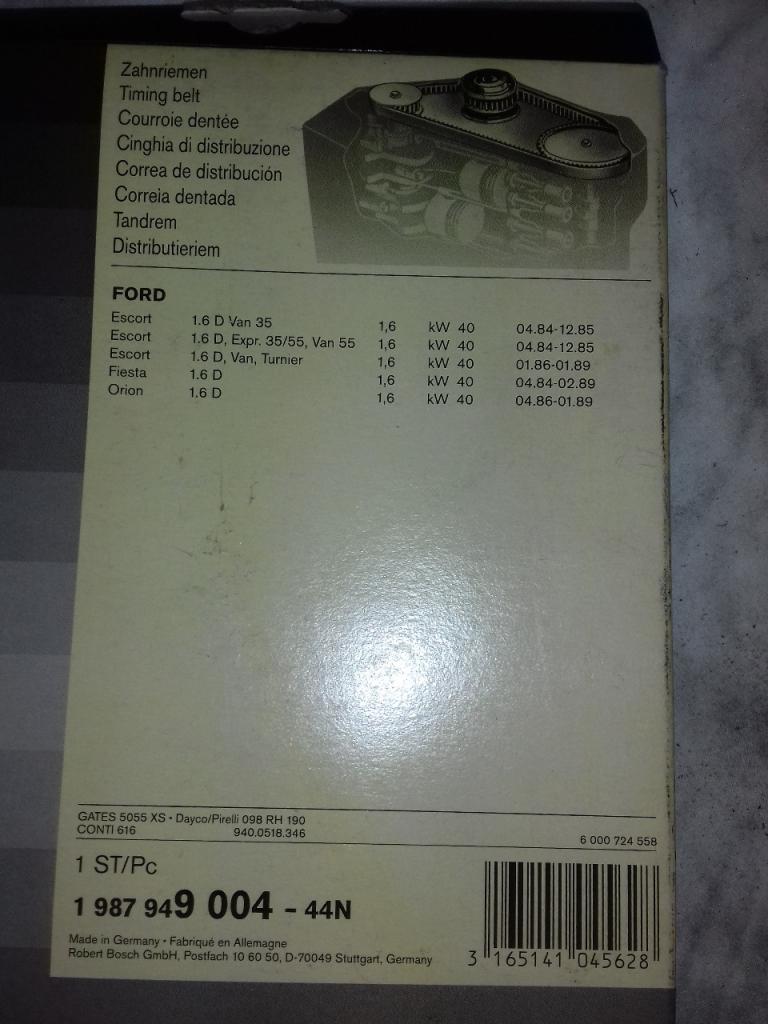 Zahnriemen
Timing belt
Courroie dentée
Cinghia di distribuzione
Correa de distribución
Correia dentada
Tandrem
Distributieriem
FORD
Escort 1.6 D Van 35 1,6 kW 40 04.84-12.85
Escort 1.6 D, Expr. 35/55, Van 55 1,6 kW 40 04.84-12.85
Escort 1.6 D, Van, Turnier 1,6 kW 40 01.86-01.89
Fiesta 1.6 D 1,6 kW 40 04.84-02.89
Orion 1.6 D 1,6 kW 40 04.86-01.89
GATES 5055 XS • Dayco/Pirelli 098 RH 190
CONTI 616 940.0518.346
6 000 724 558
1 ST/Pc
1 987 949 004 - 44N
Made in Germany • Fabriqué en Allemagne
Robert Bosch GmbH, Postfach 10 60 50, D-70049 Stuttgart, Germany
3 165141 045628